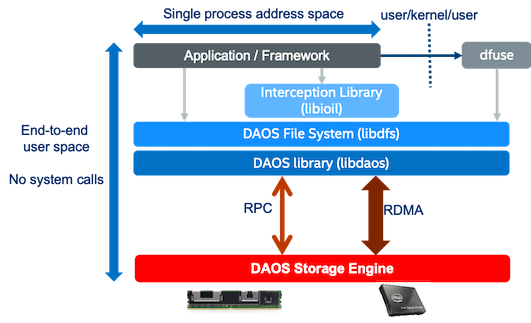 Single process address space
user/kernel/user
Application / Framework
dfuse
Interception Library
(libioil)
End-to-end
user space
No system calls
DAOS File System (libdfs)
DAOS library (libdaos)
RPC
RDMA
DAOS Storage Engine
intel